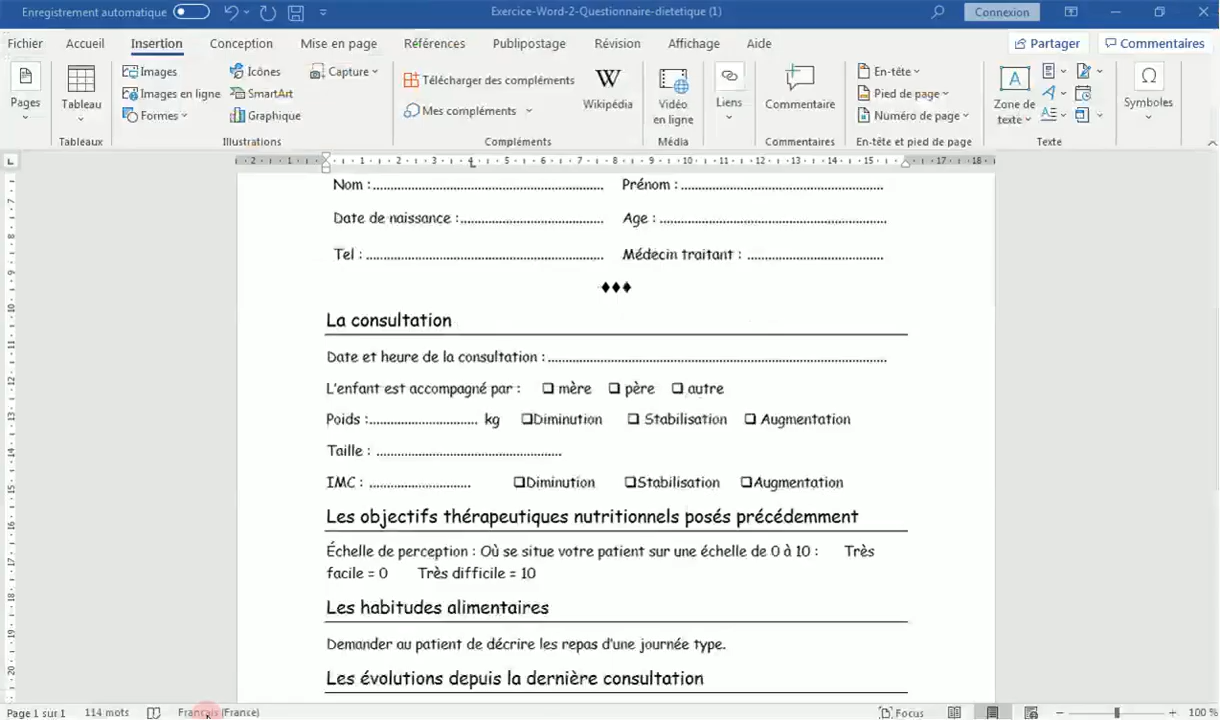 Enregistrement automatique
Exercice-Word-2-Questionnaire-dietetique (1)
Connexion
Fichier Accueil Insertion Conception Mise en page Références Publipostage Révision Affichage Aide Partager Commentaires
Pages
Tableau
Tableaux
Images
Images en ligne
Formes
Icônes
SmartArt
Graphique
Capture
Illustrations
Télécharger des compléments
Mes compléments
Wikipédia
Compléments
Vidéo en ligne
Média
Liens
Commentaire
Commentaires
En-tête
Pied de page
Numéro de page
En-tête et pied de page
Zone de texte
Texte
Symboles
Nom :............................................................ Prénom : .....................................................
Date de naissance :..................................... Age : ...........................................................
Tel : ............................................................. Médecin traitant : ....................................
♦♦♦
La consultation
Date et heure de la consultation : .......................................................................................
L'enfant est accompagné par : ❑ mère ❑ père ❑ autre
Poids :............................ kg ❑Diminution ❑ Stabilisation ❑ Augmentation
Taille : ................................................
IMC : .......................... ❑Diminution ❑Stabilisation ❑Augmentation
Les objectifs thérapeutiques nutritionnels posés précédemment
Échelle de perception : Où se situe votre patient sur une échelle de 0 à 10 : Très
facile = 0 Très difficile = 10
Les habitudes alimentaires
Demander au patient de décrire les repas d'une journée type.
Les évolutions depuis la dernière consultation
Page 1 sur 1 114 mots Français (France) Focus 100 %